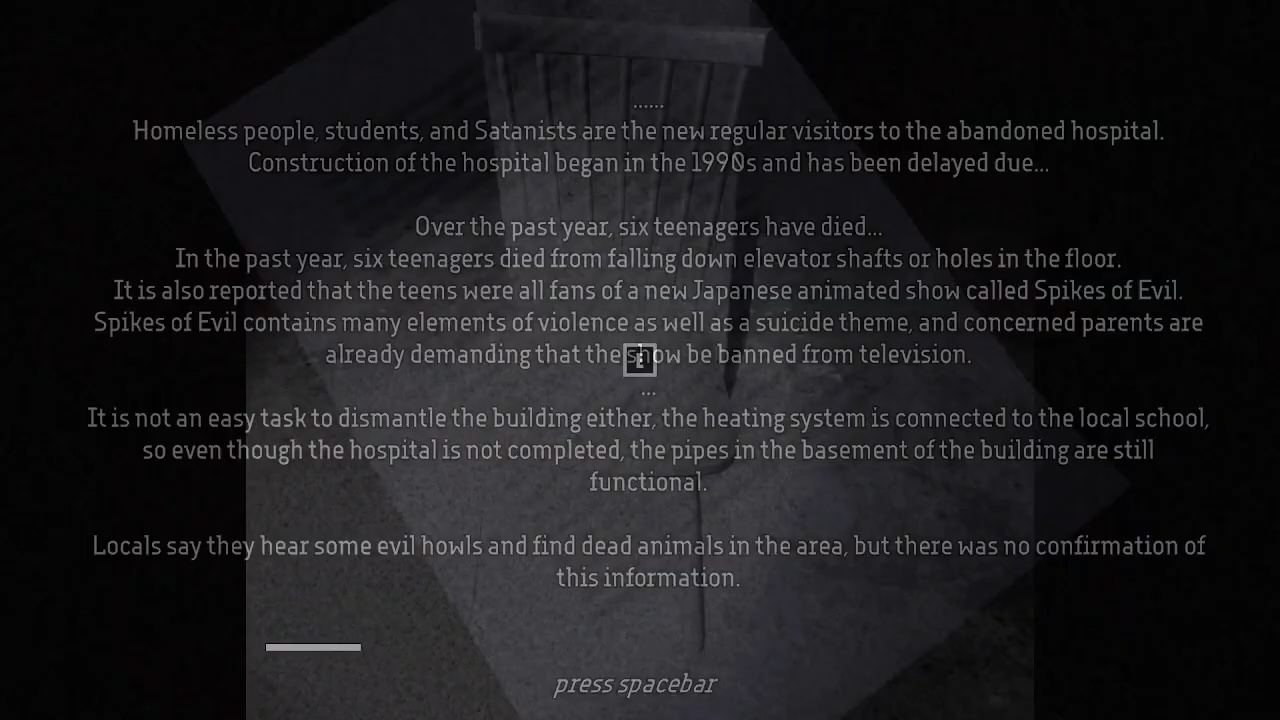 ......
Homeless people, students, and Satanists are the new regular visitors to the abandoned hospital.
Construction of the hospital began in the 1990s and has been delayed due...
Over the past year, six teenagers have died...
In the past year, six teenagers died from falling down elevator shafts or holes in the floor.
It is also reported that the teens were all fans of a new Japanese animated show called Spikes of Evil.
Spikes of Evil contains many elements of violence as well as a suicide theme, and concerned parents are
already demanding that the show be banned from television.
...
It is not an easy task to dismantle the building either, the heating system is connected to the local school,
so even though the hospital is not completed, the pipes in the basement of the building are still
functional.
Locals say they hear some evil howls and find dead animals in the area, but there was no confirmation of
this information.
press spacebar